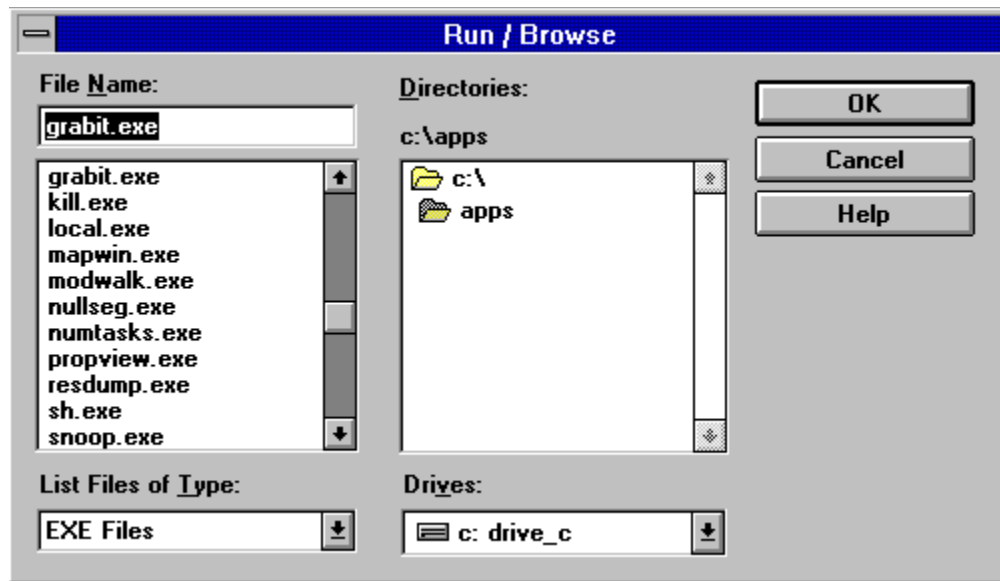 Run / Browse
File Name:
grabit.exe
grabit.exe
kill.exe
local.exe
mapwin.exe
modwalk.exe
nullseg.exe
numtasks.exe
propview.exe
resdump.exe
sh.exe
snoop.exe
List Files of Type:
EXE Files
Directories:
c:\apps
c:\
apps
Drives:
c: drive_c
OK
Cancel
Help